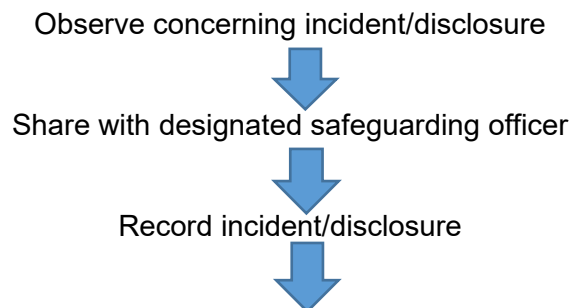 Observe concerning incident/disclosure
Share with designated safeguarding officer
Record incident/disclosure